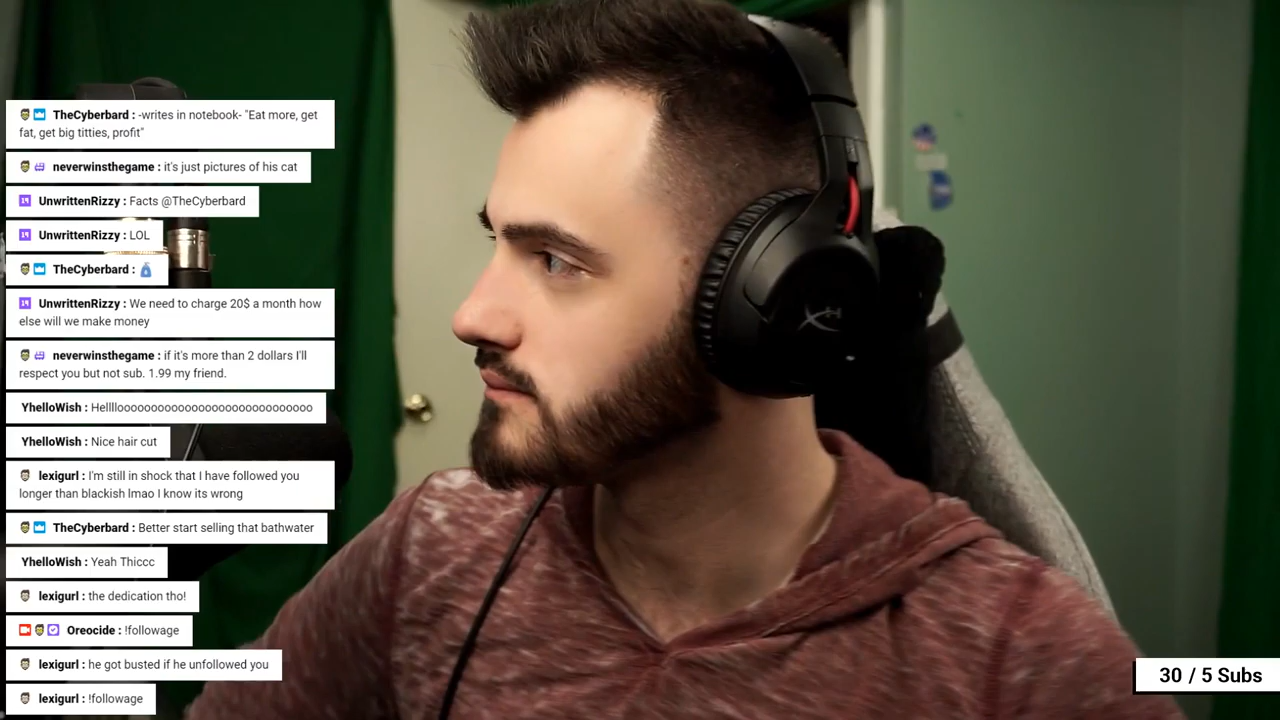 TheCyberbard : -writes in notebook- "Eat more, get
fat, get big titties, profit"
neverwinsthegame : it's just pictures of his cat
UnwrittenRizzy : Facts @TheCyberbard
UnwrittenRizzy : LOL
TheCyberbard :
UnwrittenRizzy : We need to charge 20$ a month how
else will we make money
neverwinsthegame : if it's more than 2 dollars I'll
respect you but not sub. 1.99 my friend.
YhelloWish : Hellllooooooooooooooooooooooooooooo
YhelloWish : Nice hair cut
lexigurl : I'm still in shock that I have followed you
longer than blackish lmao I know its wrong
TheCyberbard : Better start selling that bathwater
YhelloWish : Yeah Thiccc
lexigurl : the dedication tho!
Oreocide : !followage
lexigurl : he got busted if he unfollowed you
lexigurl : !followage
30 / 5 Subs